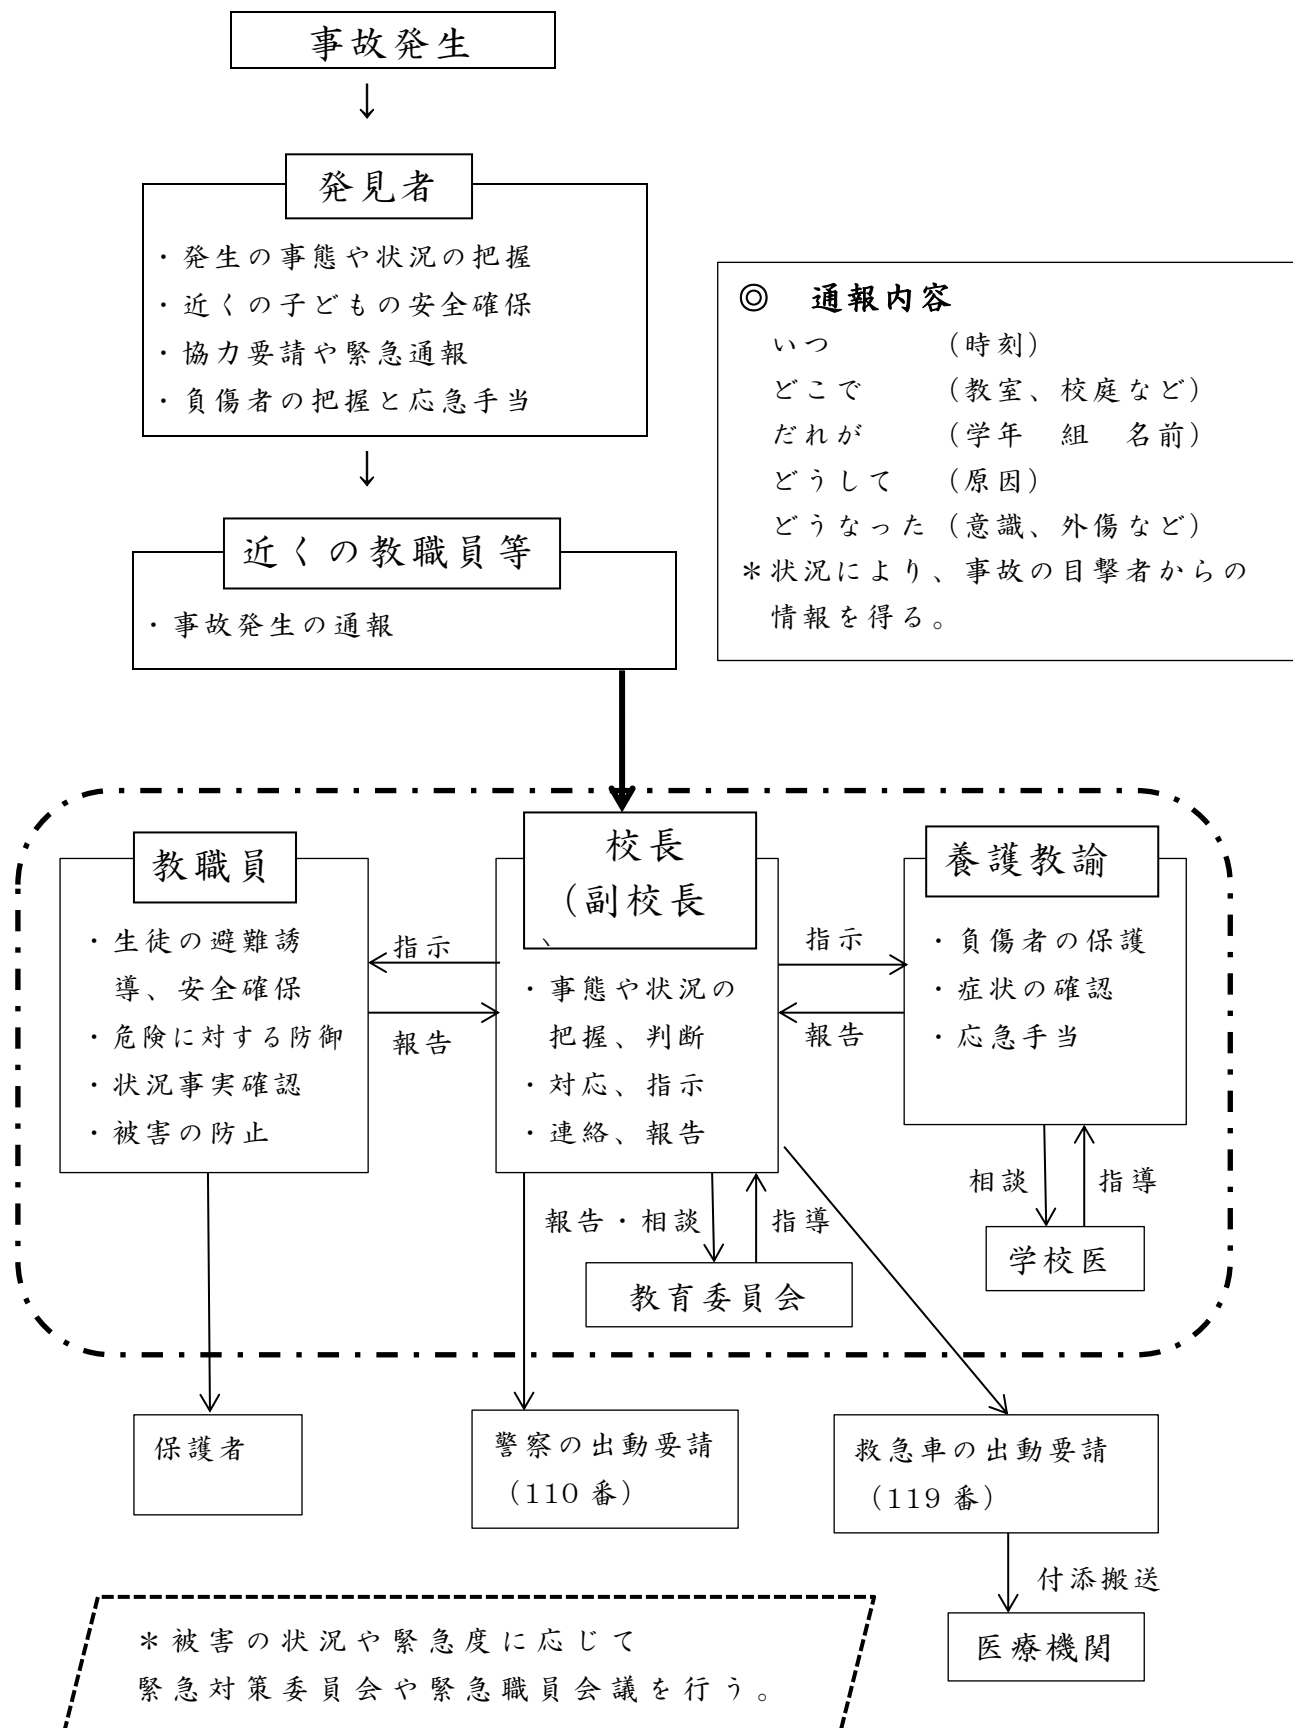 事故発生
↓
発見者
・発生の事態や状況の把握
・近くの子どもの安全確保
・協力要請や緊急通報
・負傷者の把握と応急手当
↓
◎　通報内容
いつ　　　（時刻）
どこで　　（教室、校庭など）
だれが　　（学年　組　名前）
どうして　（原因）
どうなった（意識、外傷など）
＊状況により、事故の目撃者からの
情報を得る。
近くの教職員等
・事故発生の通報
校長
（副校長
、
・事態や状況の
把握、判断
・対応、指示
・連絡、報告
教職員
・生徒の避難誘
導、安全確保
・危険に対する防御
・状況事実確認
・被害の防止
指示
報告
養護教諭
・負傷者の保護
・症状の確認
・応急手当
指示
報告
報告・相談
指導
教育委員会
相談
指導
学校医
保護者
警察の出動要請
（110 番）
救急車の出動要請
（119 番）
付添搬送
医療機関
＊被害の状況や緊急度に応じて
緊急対策委員会や緊急職員会議を行う。